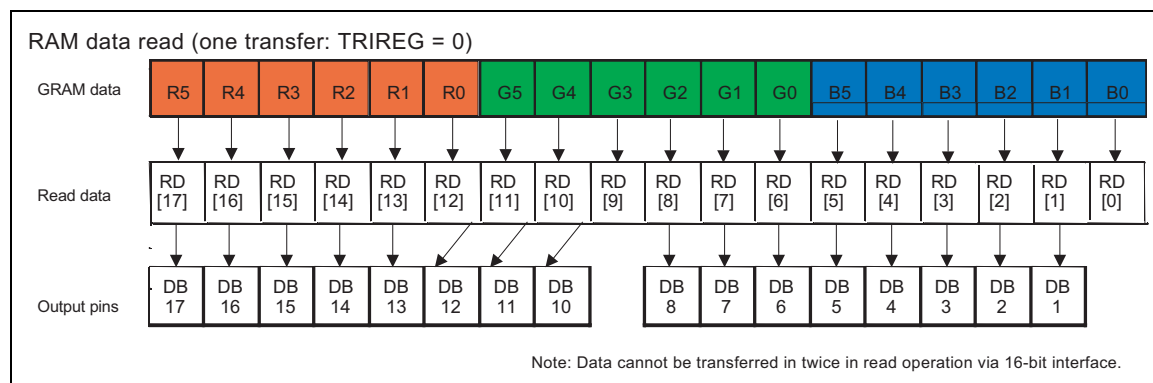 RAM data read (one transfer: TRIREG = 0)
GRAM data R5 R4 R3 R2 R1 R0 G5 G4 G3 G2 G1 G0 B5 B4 B3 B2 B1 B0
Read data RD RD RD RD RD RD RD RD RD RD RD RD RD RD RD RD RD RD
[17] [16] [15] [14] [13] [12] [11] [10] [9] [8] [7] [6] [5] [4] [3] [2] [1] [0]
Output pins DB DB DB DB DB DB DB DB DB DB DB DB DB DB DB DB
17 16 15 14 13 12 11 10 8 7 6 5 4 3 2 1
Note: Data cannot be transferred in twice in read operation via 16-bit interface.